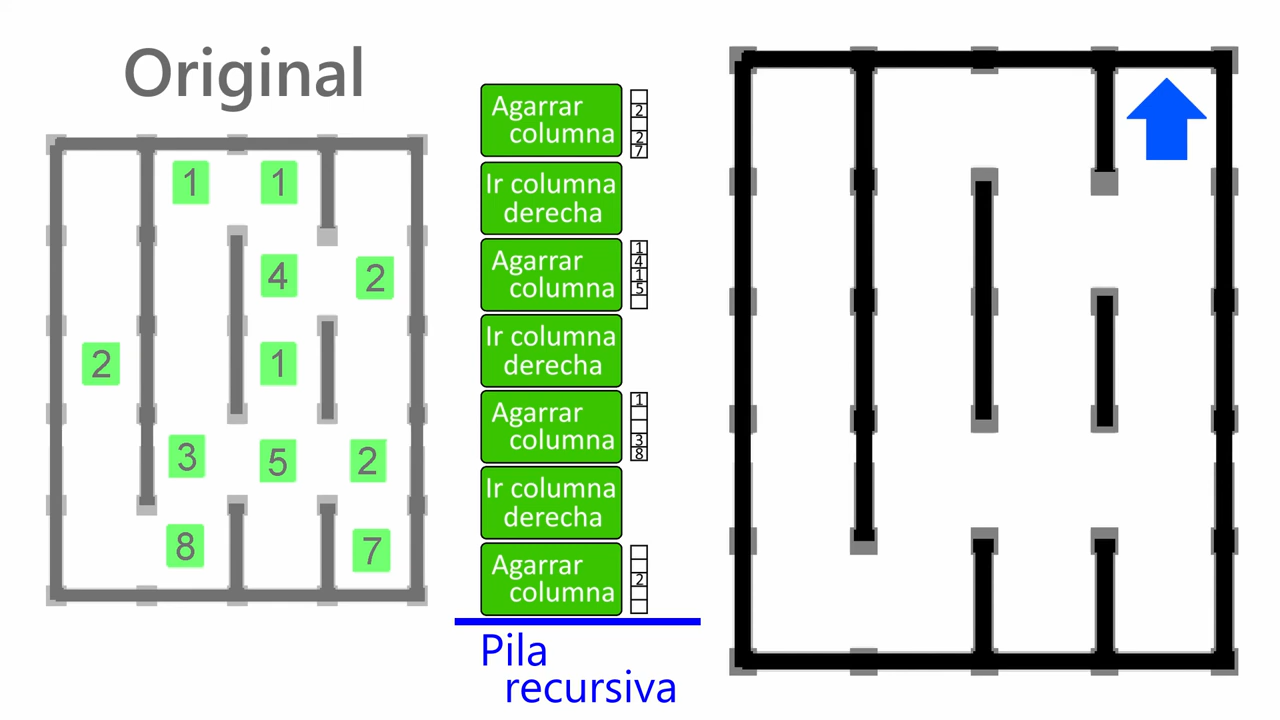 Original
1 1
4 2
2 1
3 5 2
8 7
Agarrar
columna
2
2
7
Ir columna
derecha
Agarrar
columna
1
4
1
5
Ir columna
derecha
Agarrar
columna
1
3
8
Ir columna
derecha
Agarrar
columna
2
Pila
recursiva